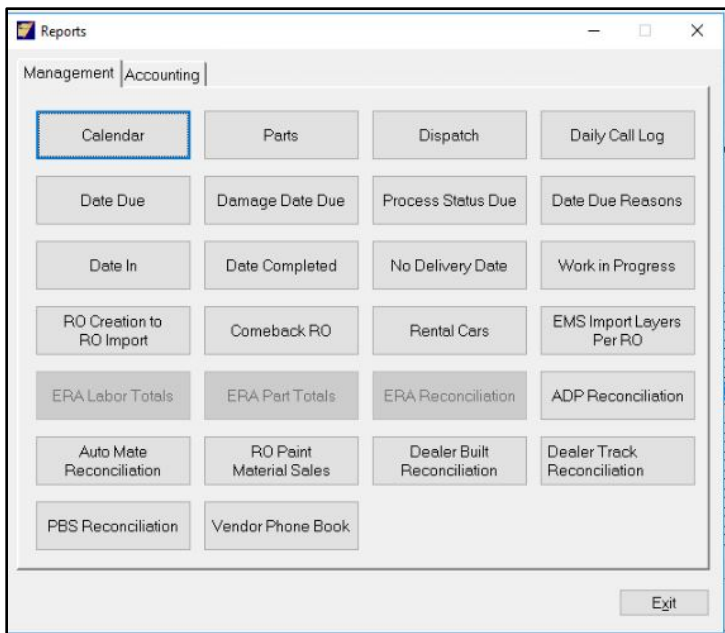 Reports
Management Accounting
Calendar Parts Dispatch Daily Call Log
Date Due Damage Date Due Process Status Due Date Due Reasons
Date In Date Completed No Delivery Date Work in Progress
RO Creation to
RO Import
Comeback RO
Rental Cars
EMS Import Layers
Per RO
ERA Labor Totals ERA Part Totals ERA Reconciliation ADP Reconciliation
Auto Mate
Reconciliation
RO Paint
Material Sales
Dealer Built
Reconciliation
Dealer Track
Reconciliation
PBS Reconciliation Vendor Phone Book
Exit